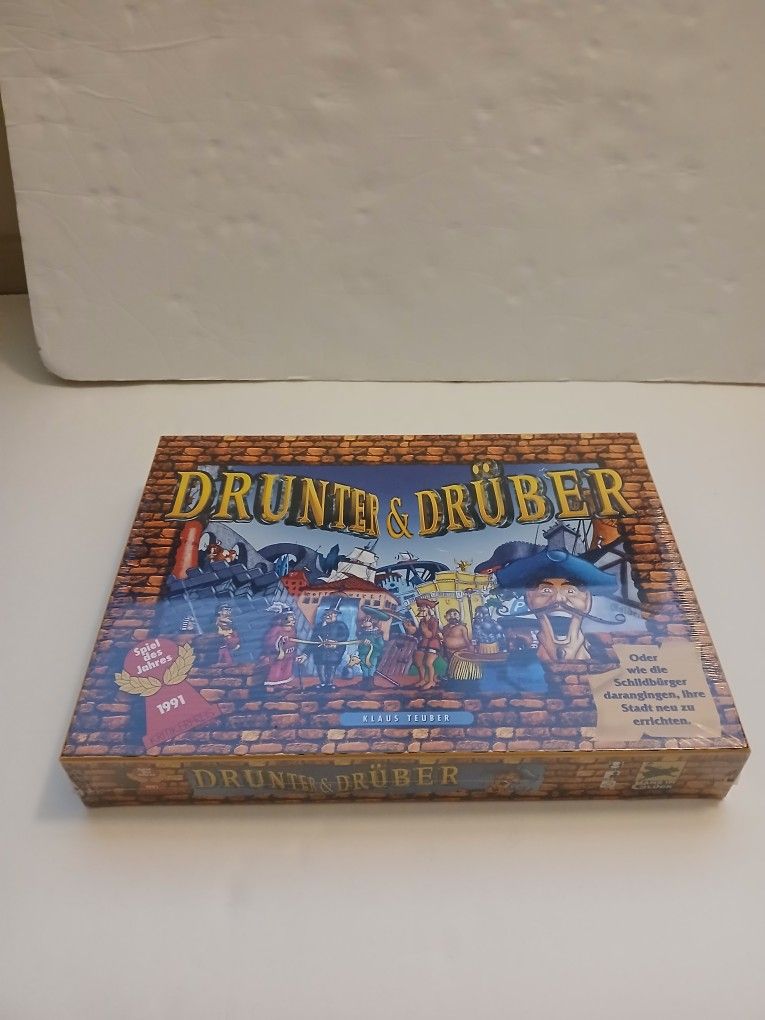 DRUNTER & DRÜBER
Spiel
des
Jahres
1991
Oder
wie die
Schildbürger
darangingen, ihre
Stadt neu zu
errichten.
KLAUS TEUBER
DRUNTER & DRÜBER